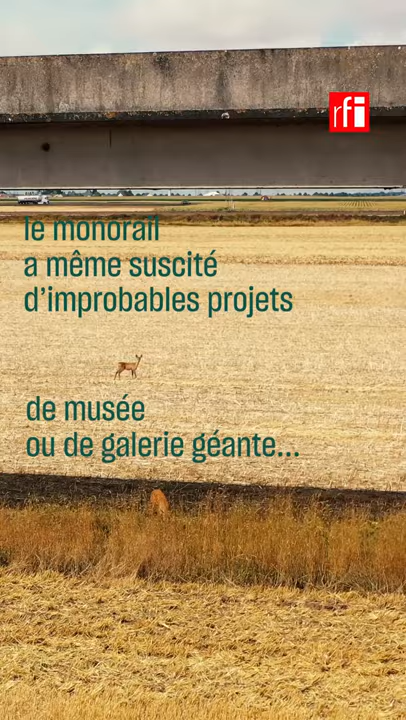 rfi
le monorail
a même suscité
d'improbables projets
de musée
ou de galerie géante...